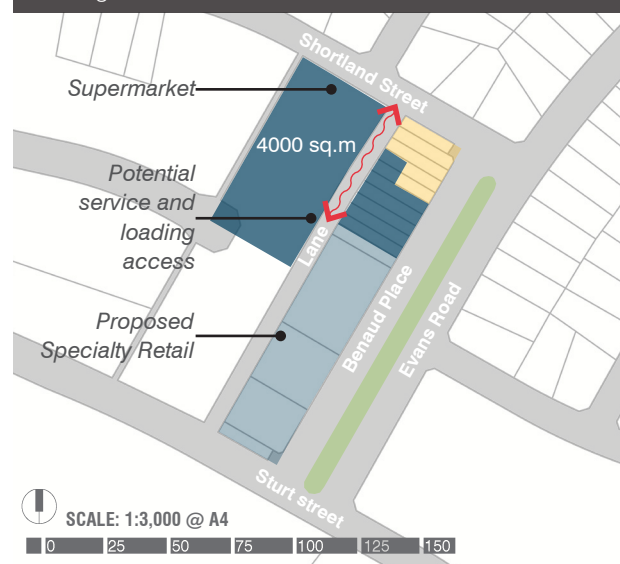 Shortland Street
Supermarket
4000 sq.m
Potential
service and
loading
access
Lane
Benaud Place
Evans Road
Proposed
Specialty Retail
Sturt street
SCALE: 1:3,000 @ A4
0 25 50 75 100 125 150